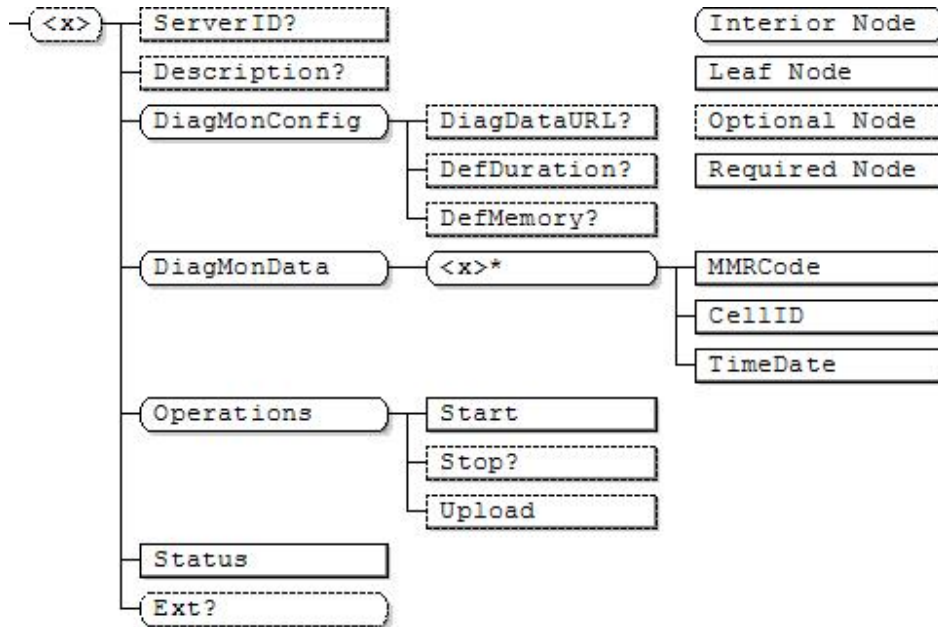 <x>
ServerID?
Interior Node
Description?
Leaf Node
DiagMonConfig
DiagDataURL?
Optional Node
DefDuration?
Required Node
DefMemory?
DiagMonData
<x>*
MMRCode
CellID
TimeDate
Operations
Start
Stop?
Upload
Status
Ext?